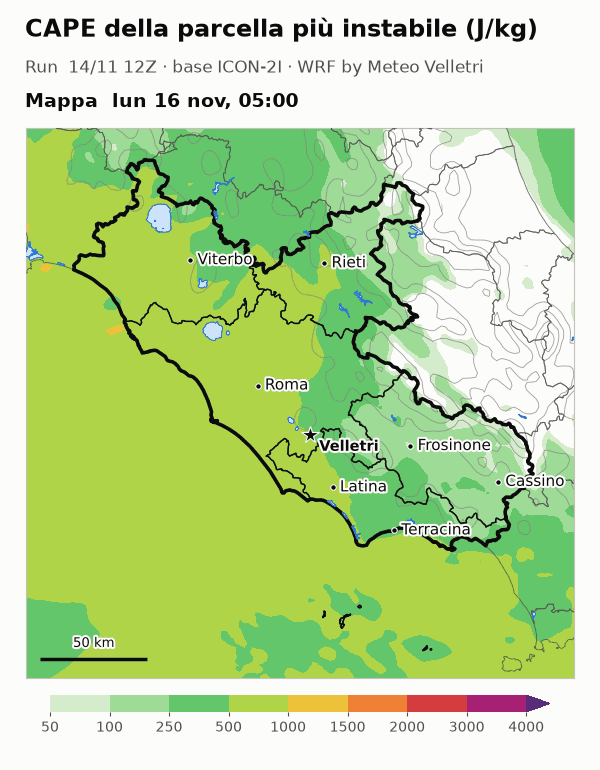 CAPE della parcella più instabile (J/kg)
Run  14/11 12Z · base ICON-2I · WRF by Meteo Velletri
Mappa  lun 16 nov, 05:00
Viterbo
Rieti
Roma
Velletri
Frosinone
Latina
Cassino
Terracina
50 km
50 100 250 500 1000 1500 2000 3000 4000